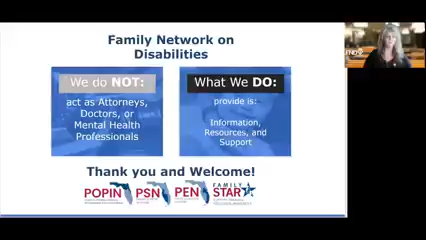 Family Network on
Disabilities
We do NOT:
act as Attorneys,
Doctors, or
Mental Health
Professionals
What We DO:
provide is:
Information,
Resources, and
Support
Thank you and Welcome!
POPIN
PSN
PEN
FAMILY
STAR